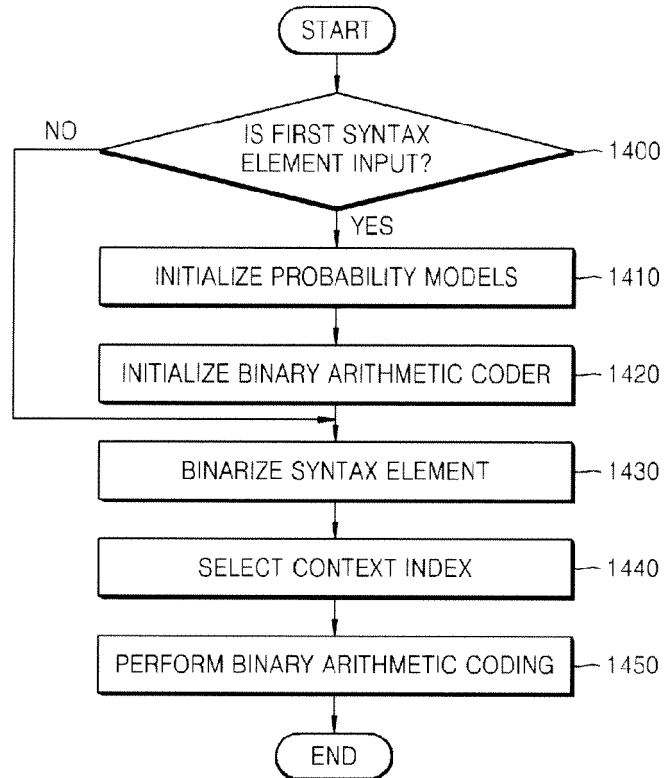 START
NO
IS FIRST SYNTAX
ELEMENT INPUT?
1400
YES
INITIALIZE PROBABILITY MODELS
1410
INITIALIZE BINARY ARITHMETIC CODER
1420
BINARIZE SYNTAX ELEMENT
1430
SELECT CONTEXT INDEX
1440
PERFORM BINARY ARITHMETIC CODING
1450
END